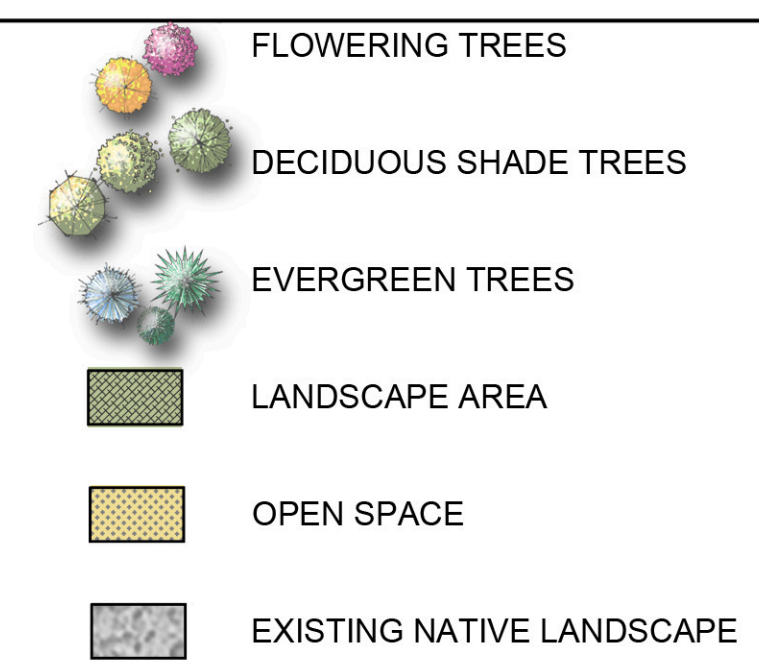 FLOWERING TREES
DECIDUOUS SHADE TREES
EVERGREEN TREES
LANDSCAPE AREA
OPEN SPACE
EXISTING NATIVE LANDSCAPE